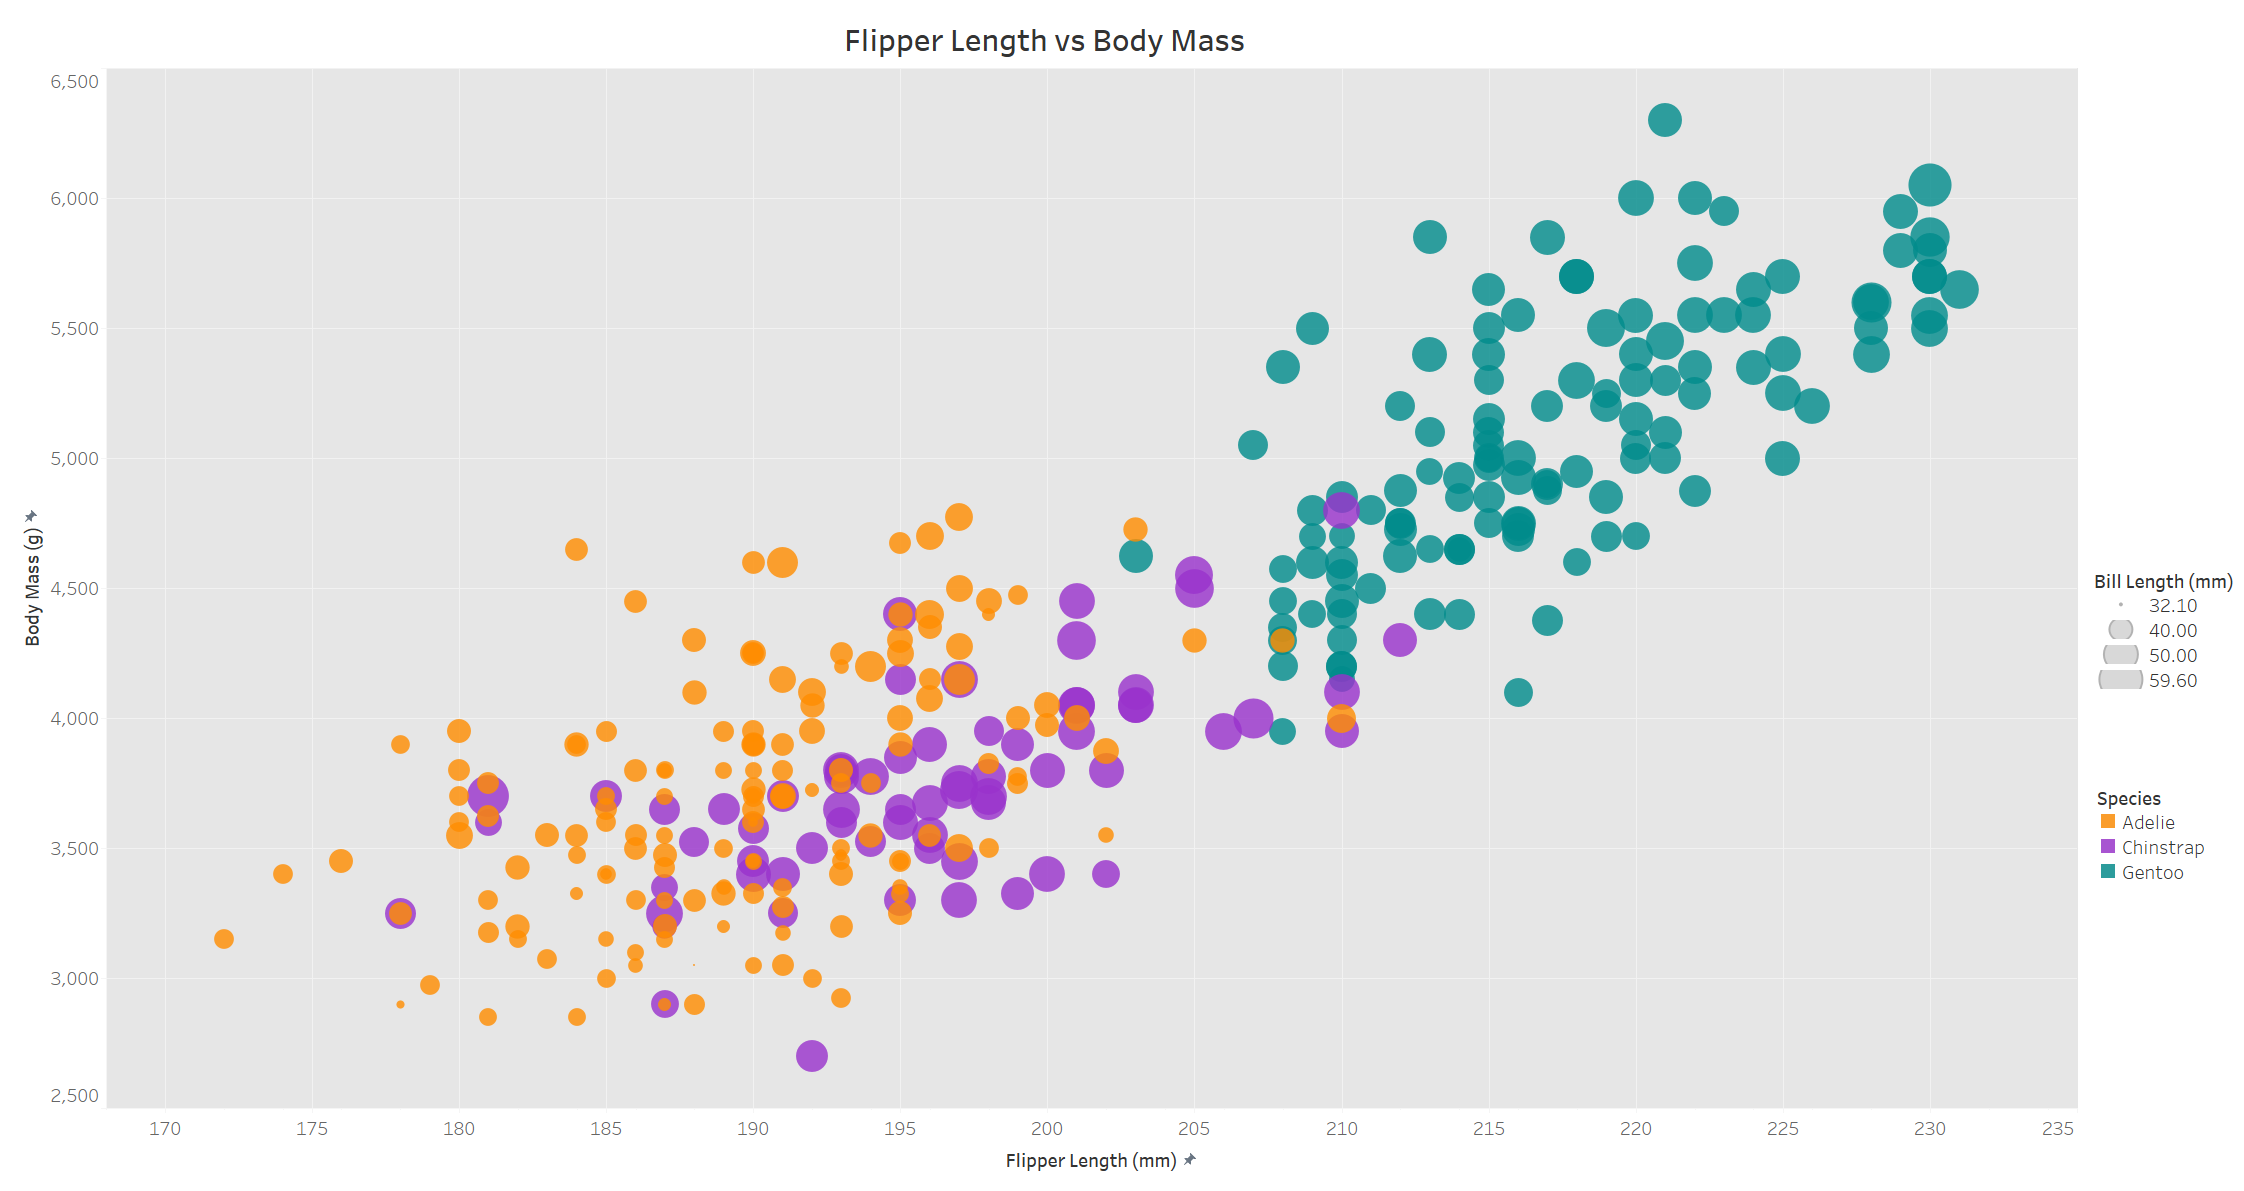 Flipper Length vs Body Mass
6,500
6,000
5,500
5,000
4,500
4,000
3,500
3,000
2,500
Body Mass (g)
170 175 180 185 190 195 200 205 210 215 220 225 230 235
Flipper Length (mm)
Bill Length (mm)
32.10
40.00
50.00
59.60
Species
Adelie
Chinstrap
Gentoo